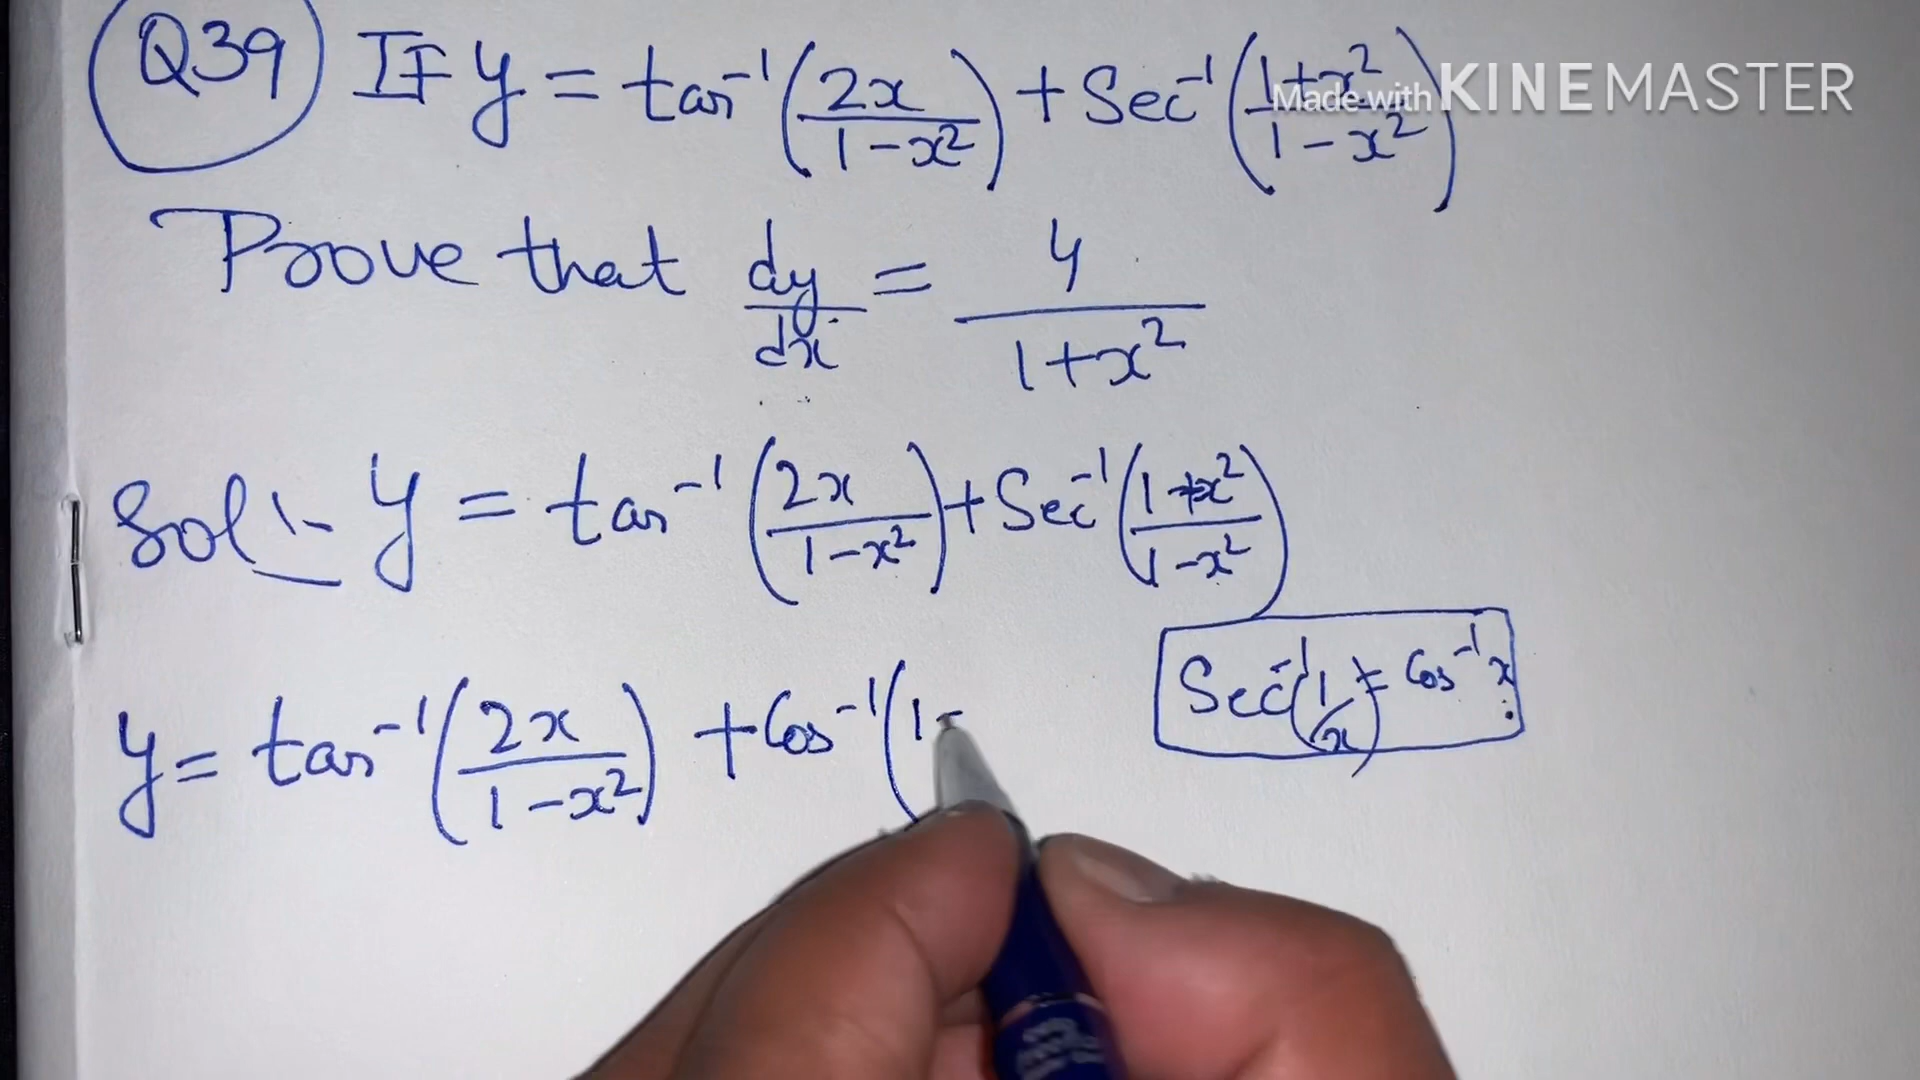 Q39 If y = tan⁻¹(2x/1-x²) + Sec⁻¹(1+x²/1-x²)
Made with KINEMASTER
Prove that dy/dx = 4/1+x²
Sol:- y = tan⁻¹(2x/1-x²) + Sec⁻¹(1+x²/1-x²)
Sec⁻¹(1/x) = Cos⁻¹x
y = tan⁻¹(2x/1-x²) + Cos⁻¹(1-